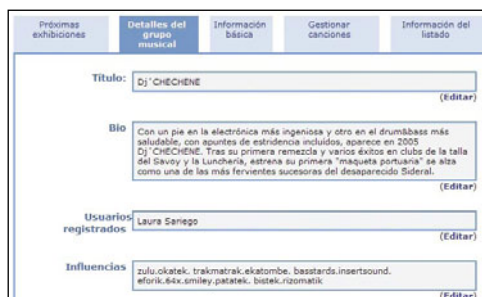 Próximas exhibiciones
Detalles del grupo musical
Información básica
Gestionar canciones
Información del listado
Título:
Dj´CHECHENE
(Editar)
Bio
Con un pie en la electrónica más ingeniosa y otro en el drum&bass más
saludable, con apuntes de estridencia incluidos, aparece en 2005
Dj´CHECHENE. Tras su primera remezcla y varios éxitos en clubs de la talla
del Savoy y la Lunchería, estrena su primera "maqueta portuaria" se alza
como una de las más fervientes sucesoras del desaparecido Sideral.
(Editar)
Usuarios registrados
Laura Sariego
(Editar)
Influencias
zulu.okatek. trakmatrak.ekatombe. basstards.insertsound.
eforik.64x.smiley.patatek. bistek.rizomatik
(Editar)